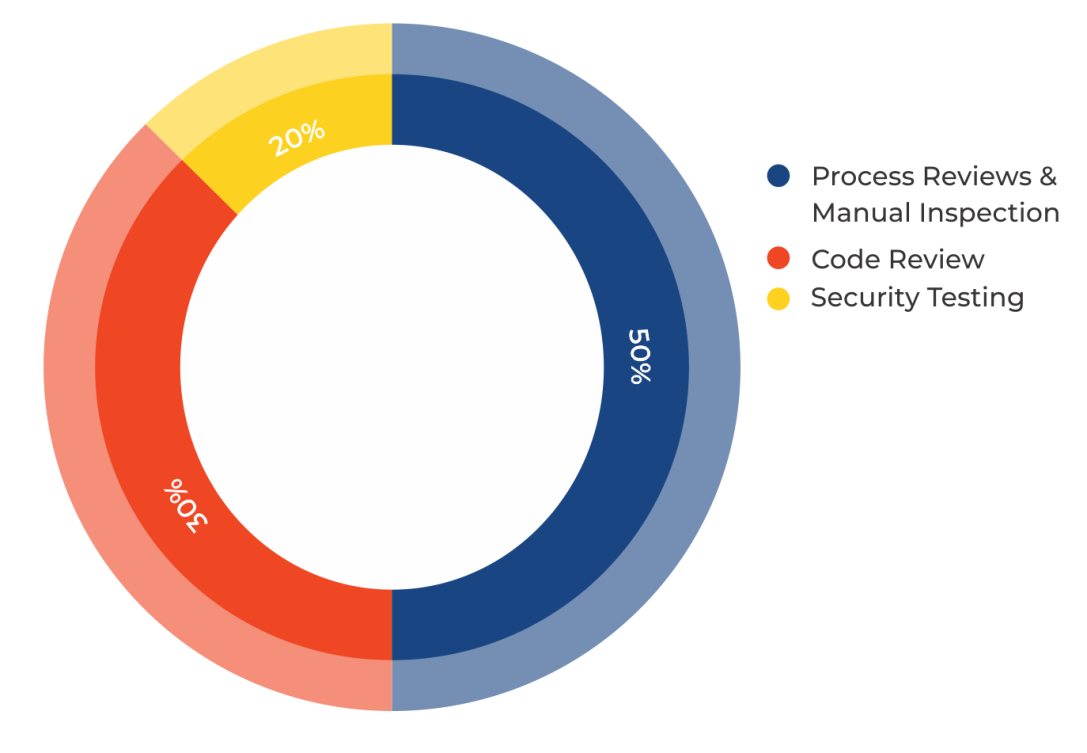 20%
50%
30%
Process Reviews &
Manual Inspection
Code Review
Security Testing